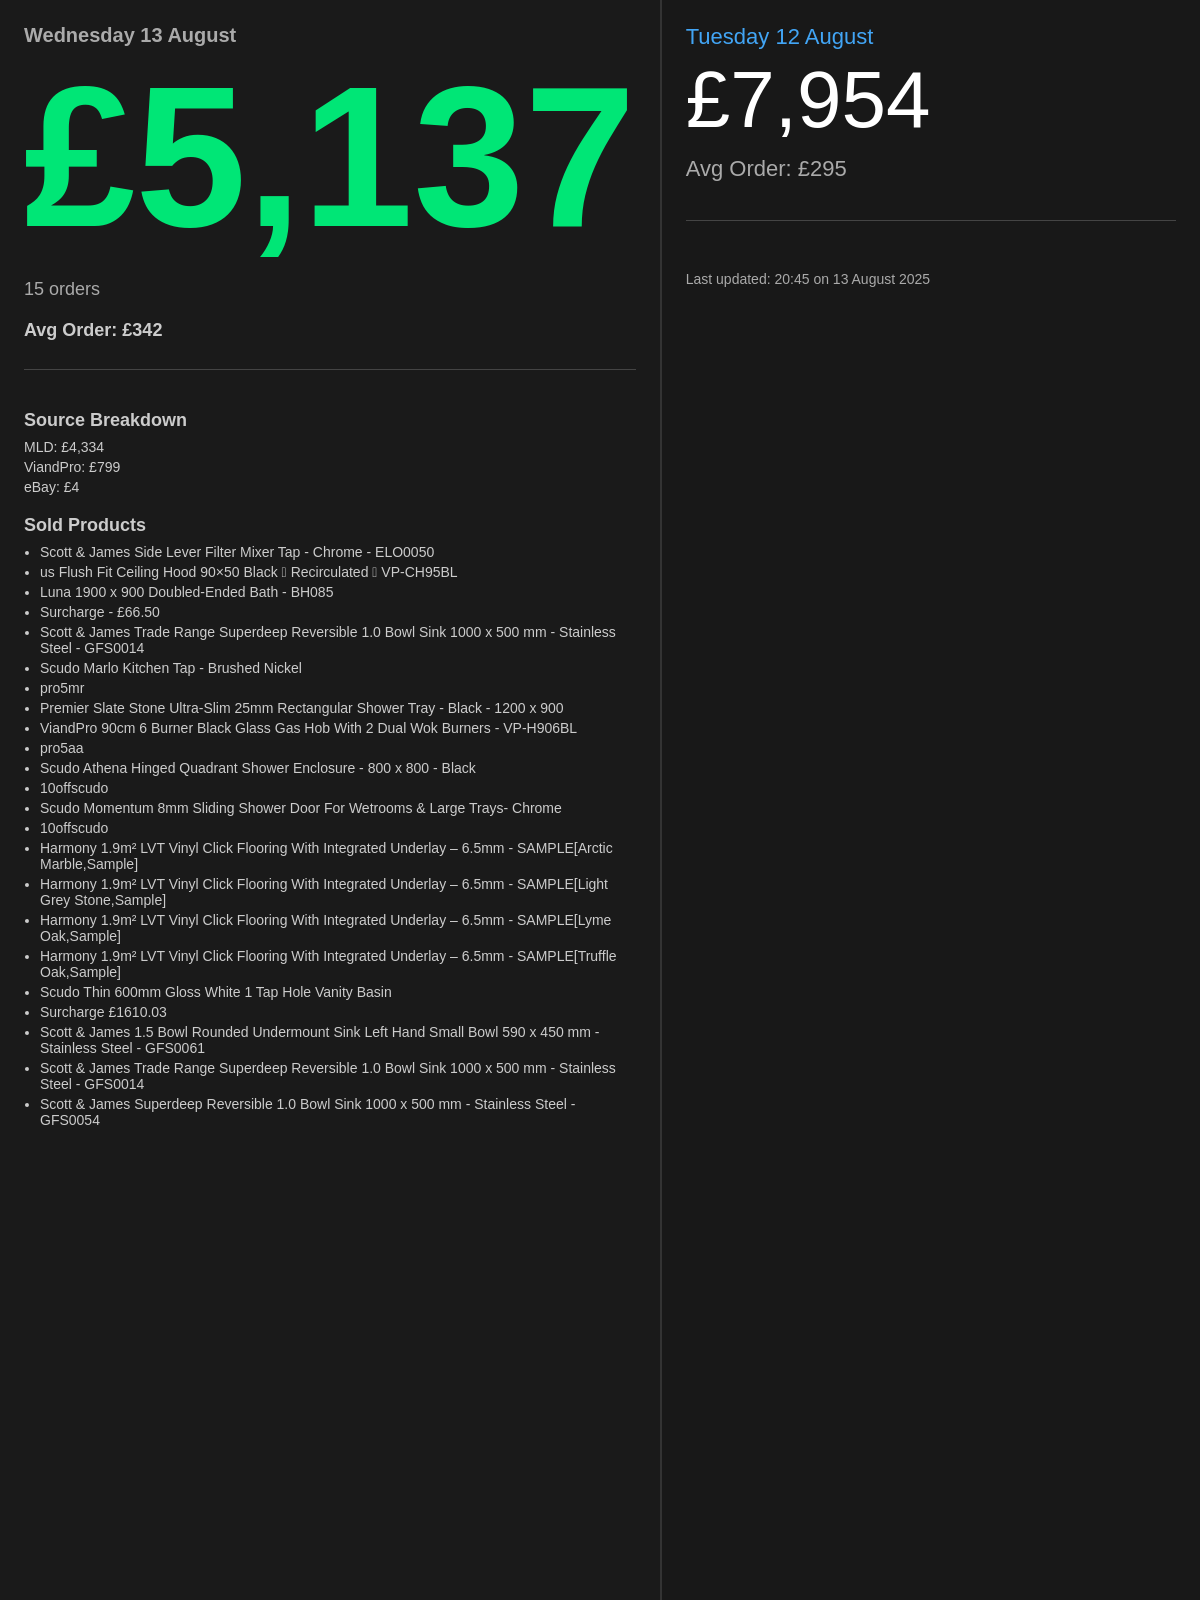 Wednesday 13 August
£5,137
15 orders
Avg Order: £342
Source Breakdown
MLD: £4,334
ViandPro: £799
eBay: £4
Sold Products
• Scott & James Side Lever Filter Mixer Tap - Chrome - ELO0050
• us Flush Fit Ceiling Hood 90×50 Black ▯ Recirculated ▯ VP-CH95BL
• Luna 1900 x 900 Doubled-Ended Bath - BH085
• Surcharge - £66.50
• Scott & James Trade Range Superdeep Reversible 1.0 Bowl Sink 1000 x 500 mm - Stainless
Steel - GFS0014
• Scudo Marlo Kitchen Tap - Brushed Nickel
• pro5mr
• Premier Slate Stone Ultra-Slim 25mm Rectangular Shower Tray - Black - 1200 x 900
• ViandPro 90cm 6 Burner Black Glass Gas Hob With 2 Dual Wok Burners - VP-H906BL
• pro5aa
• Scudo Athena Hinged Quadrant Shower Enclosure - 800 x 800 - Black
• 10offscudo
• Scudo Momentum 8mm Sliding Shower Door For Wetrooms & Large Trays- Chrome
• 10offscudo
• Harmony 1.9m² LVT Vinyl Click Flooring With Integrated Underlay – 6.5mm - SAMPLE[Arctic
Marble,Sample]
• Harmony 1.9m² LVT Vinyl Click Flooring With Integrated Underlay – 6.5mm - SAMPLE[Light
Grey Stone,Sample]
• Harmony 1.9m² LVT Vinyl Click Flooring With Integrated Underlay – 6.5mm - SAMPLE[Lyme
Oak,Sample]
• Harmony 1.9m² LVT Vinyl Click Flooring With Integrated Underlay – 6.5mm - SAMPLE[Truffle
Oak,Sample]
• Scudo Thin 600mm Gloss White 1 Tap Hole Vanity Basin
• Surcharge £1610.03
• Scott & James 1.5 Bowl Rounded Undermount Sink Left Hand Small Bowl 590 x 450 mm -
Stainless Steel - GFS0061
• Scott & James Trade Range Superdeep Reversible 1.0 Bowl Sink 1000 x 500 mm - Stainless
Steel - GFS0014
• Scott & James Superdeep Reversible 1.0 Bowl Sink 1000 x 500 mm - Stainless Steel -
GFS0054
Tuesday 12 August
£7,954
Avg Order: £295
Last updated: 20:45 on 13 August 2025